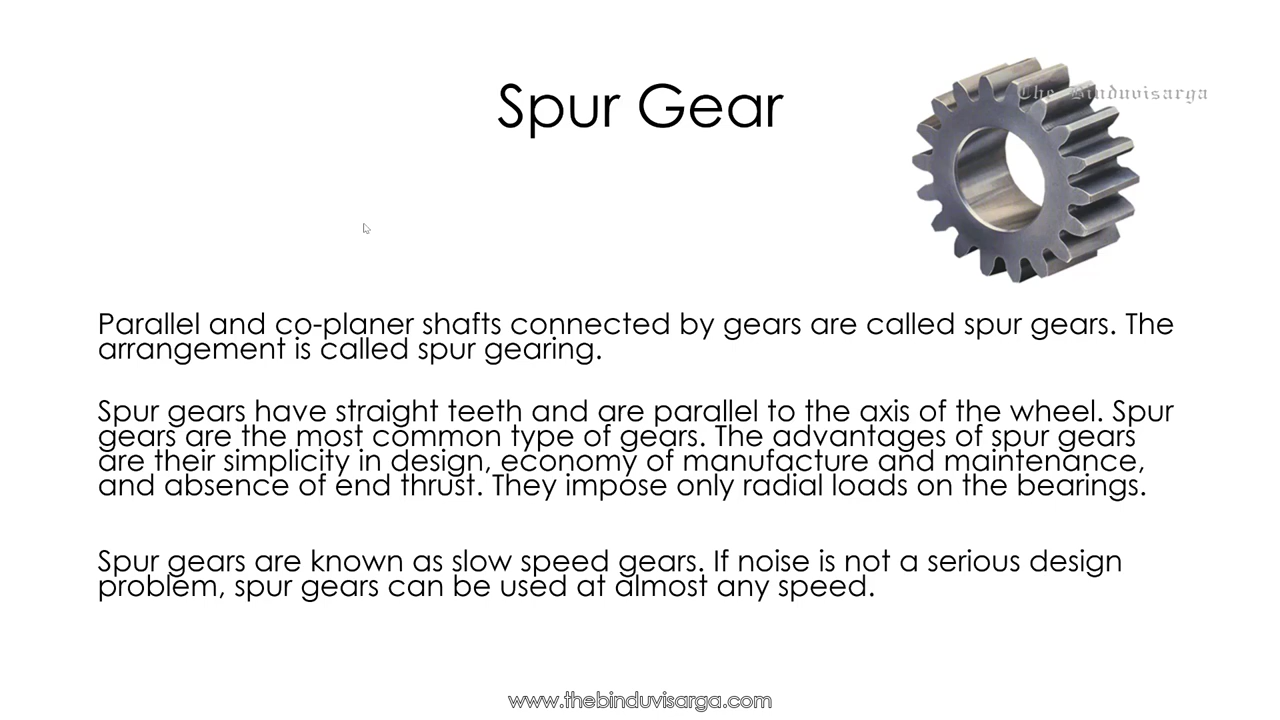 Spur Gear
The Binduvisarga
Parallel and co-planer shafts connected by gears are called spur gears. The
arrangement is called spur gearing.
Spur gears have straight teeth and are parallel to the axis of the wheel. Spur
gears are the most common type of gears. The advantages of spur gears
are their simplicity in design, economy of manufacture and maintenance,
and absence of end thrust. They impose only radial loads on the bearings.
Spur gears are known as slow speed gears. If noise is not a serious design
problem, spur gears can be used at almost any speed.
www.thebinduvisarga.com